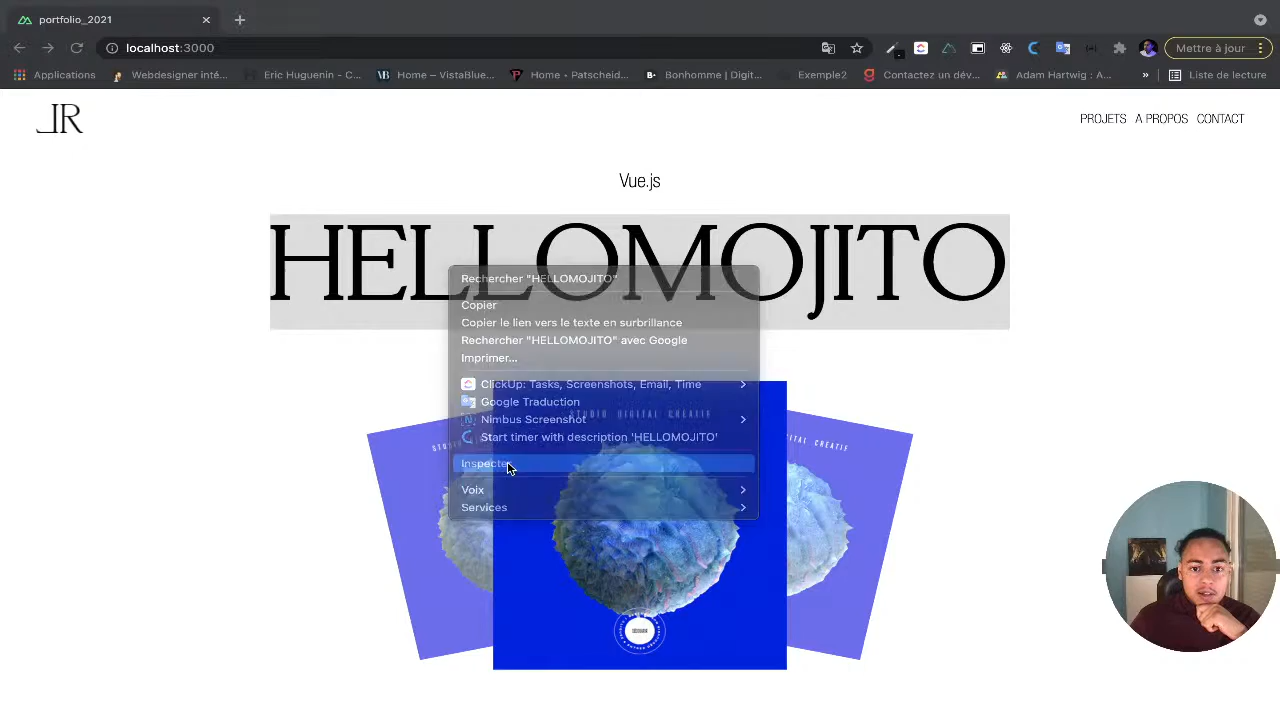 portfolio_2021
localhost:3000
Mettre à jour
Applications
Webdesigner inté...
Eric Huguenin - C...
Home – VistaBlue...
Home - Patscheid...
Bonhomme | Digit...
Exemple2
Contactez un dév...
Adam Hartwig : A...
»
Liste de lecture
LR
PROJETS A PROPOS CONTACT
Vue.js
HELLOMOJITO
Rechercher "HELLOMOJITO"
Copier
Copier le lien vers le texte en surbrillance
Rechercher "HELLOMOJITO" avec Google
Imprimer...
ClickUp: Tasks, Screenshots, Email, Time
Google Traduction
STUDIO DIGITAL CREATIF
Nimbus Screenshot
Start timer with description 'HELLOMOJITO'
Inspecter
Voix
Services